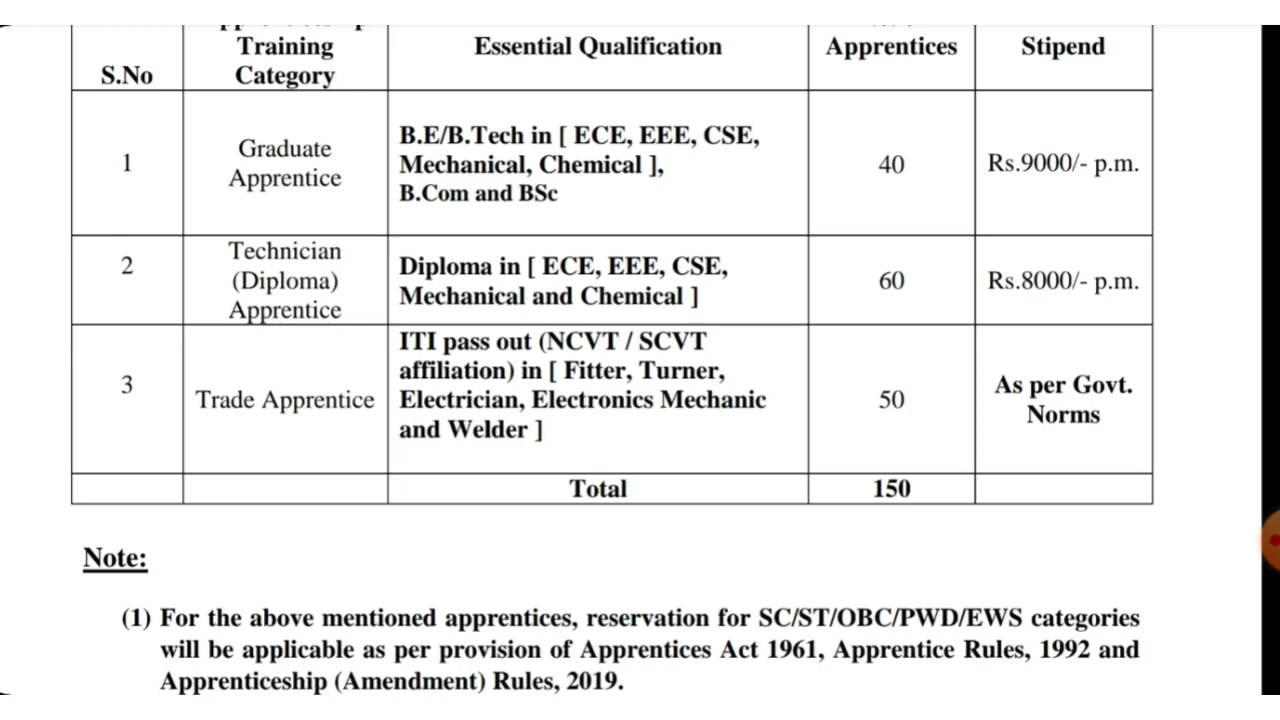 Training
Category
Essential Qualification
Apprentices
Stipend
S.No
1
Graduate
Apprentice
B.E/B.Tech in [ ECE, EEE, CSE,
Mechanical, Chemical ],
B.Com and BSc
40
Rs.9000/- p.m.
2
Technician
(Diploma)
Apprentice
Diploma in [ ECE, EEE, CSE,
Mechanical and Chemical ]
60
Rs.8000/- p.m.
3
Trade Apprentice
ITI pass out (NCVT / SCVT
affiliation) in [ Fitter, Turner,
Electrician, Electronics Mechanic
and Welder ]
50
As per Govt.
Norms
Total
150
Note:
(1) For the above mentioned apprentices, reservation for SC/ST/OBC/PWD/EWS categories
will be applicable as per provision of Apprentices Act 1961, Apprentice Rules, 1992 and
Apprenticeship (Amendment) Rules, 2019.